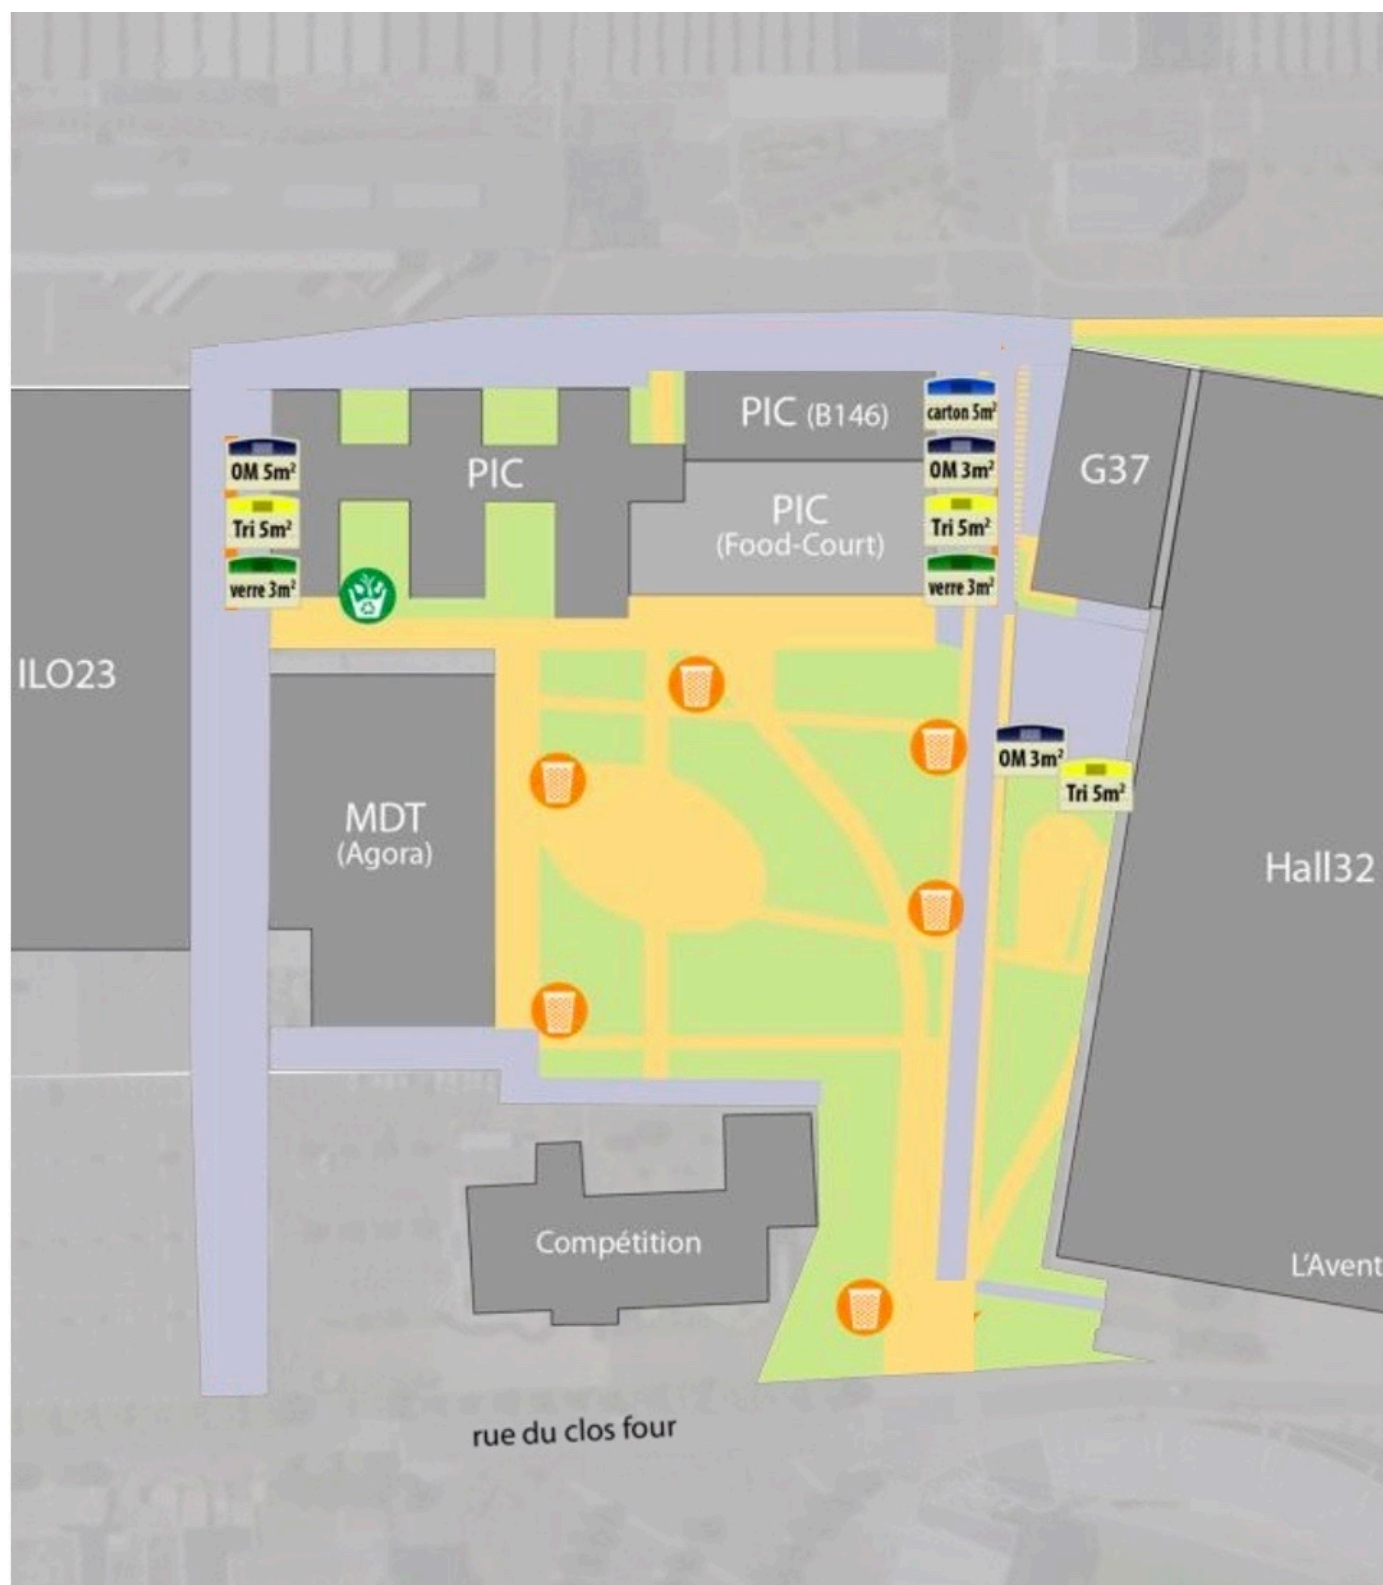 PIC (B146)
carton 5m²
OM 5m²
Tri 5m²
verre 3m²
PIC
PIC
(Food-Court)
OM 3m²
Tri 5m²
verre 3m²
G37
ILO23
MDT
(Agora)
OM 3m²
Tri 5m²
Hall32
Compétition
L'Avent
rue du clos four